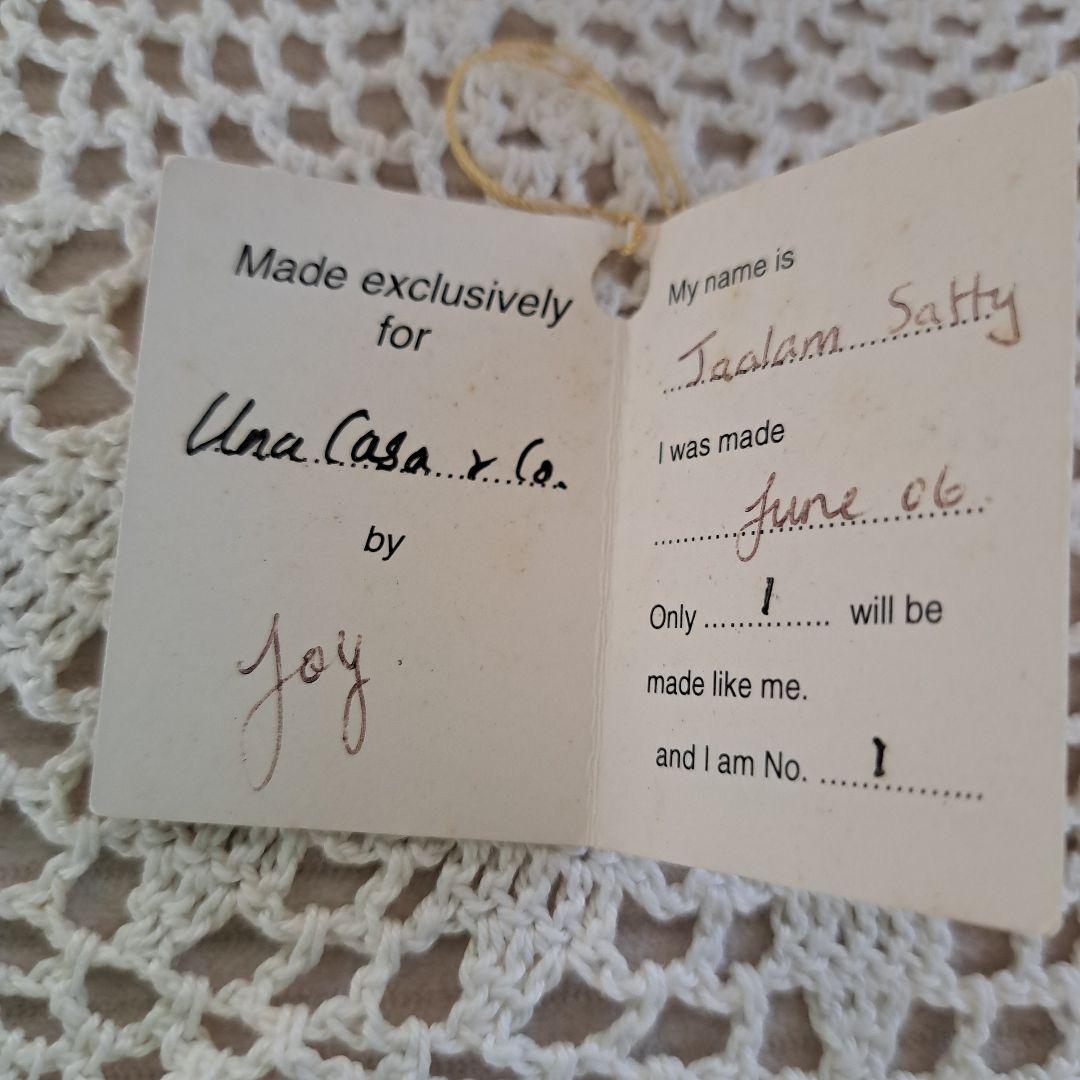 Made exclusively
for
Una Casa & Co.
by
Joy.
My name is
Jaalam Satty
I was made
June 06
Only 1 will be
made like me.
and I am No. 1